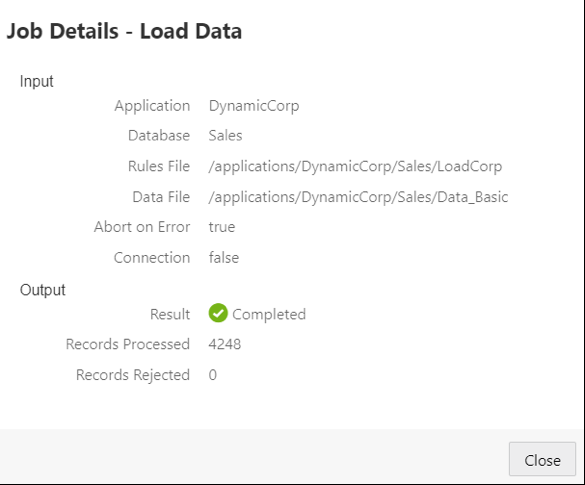 Job Details - Load Data
Input
Application DynamicCorp
Database Sales
Rules File /applications/DynamicCorp/Sales/LoadCorp
Data File /applications/DynamicCorp/Sales/Data_Basic
Abort on Error true
Connection false
Output
Result Completed
Records Processed 4248
Records Rejected 0
Close